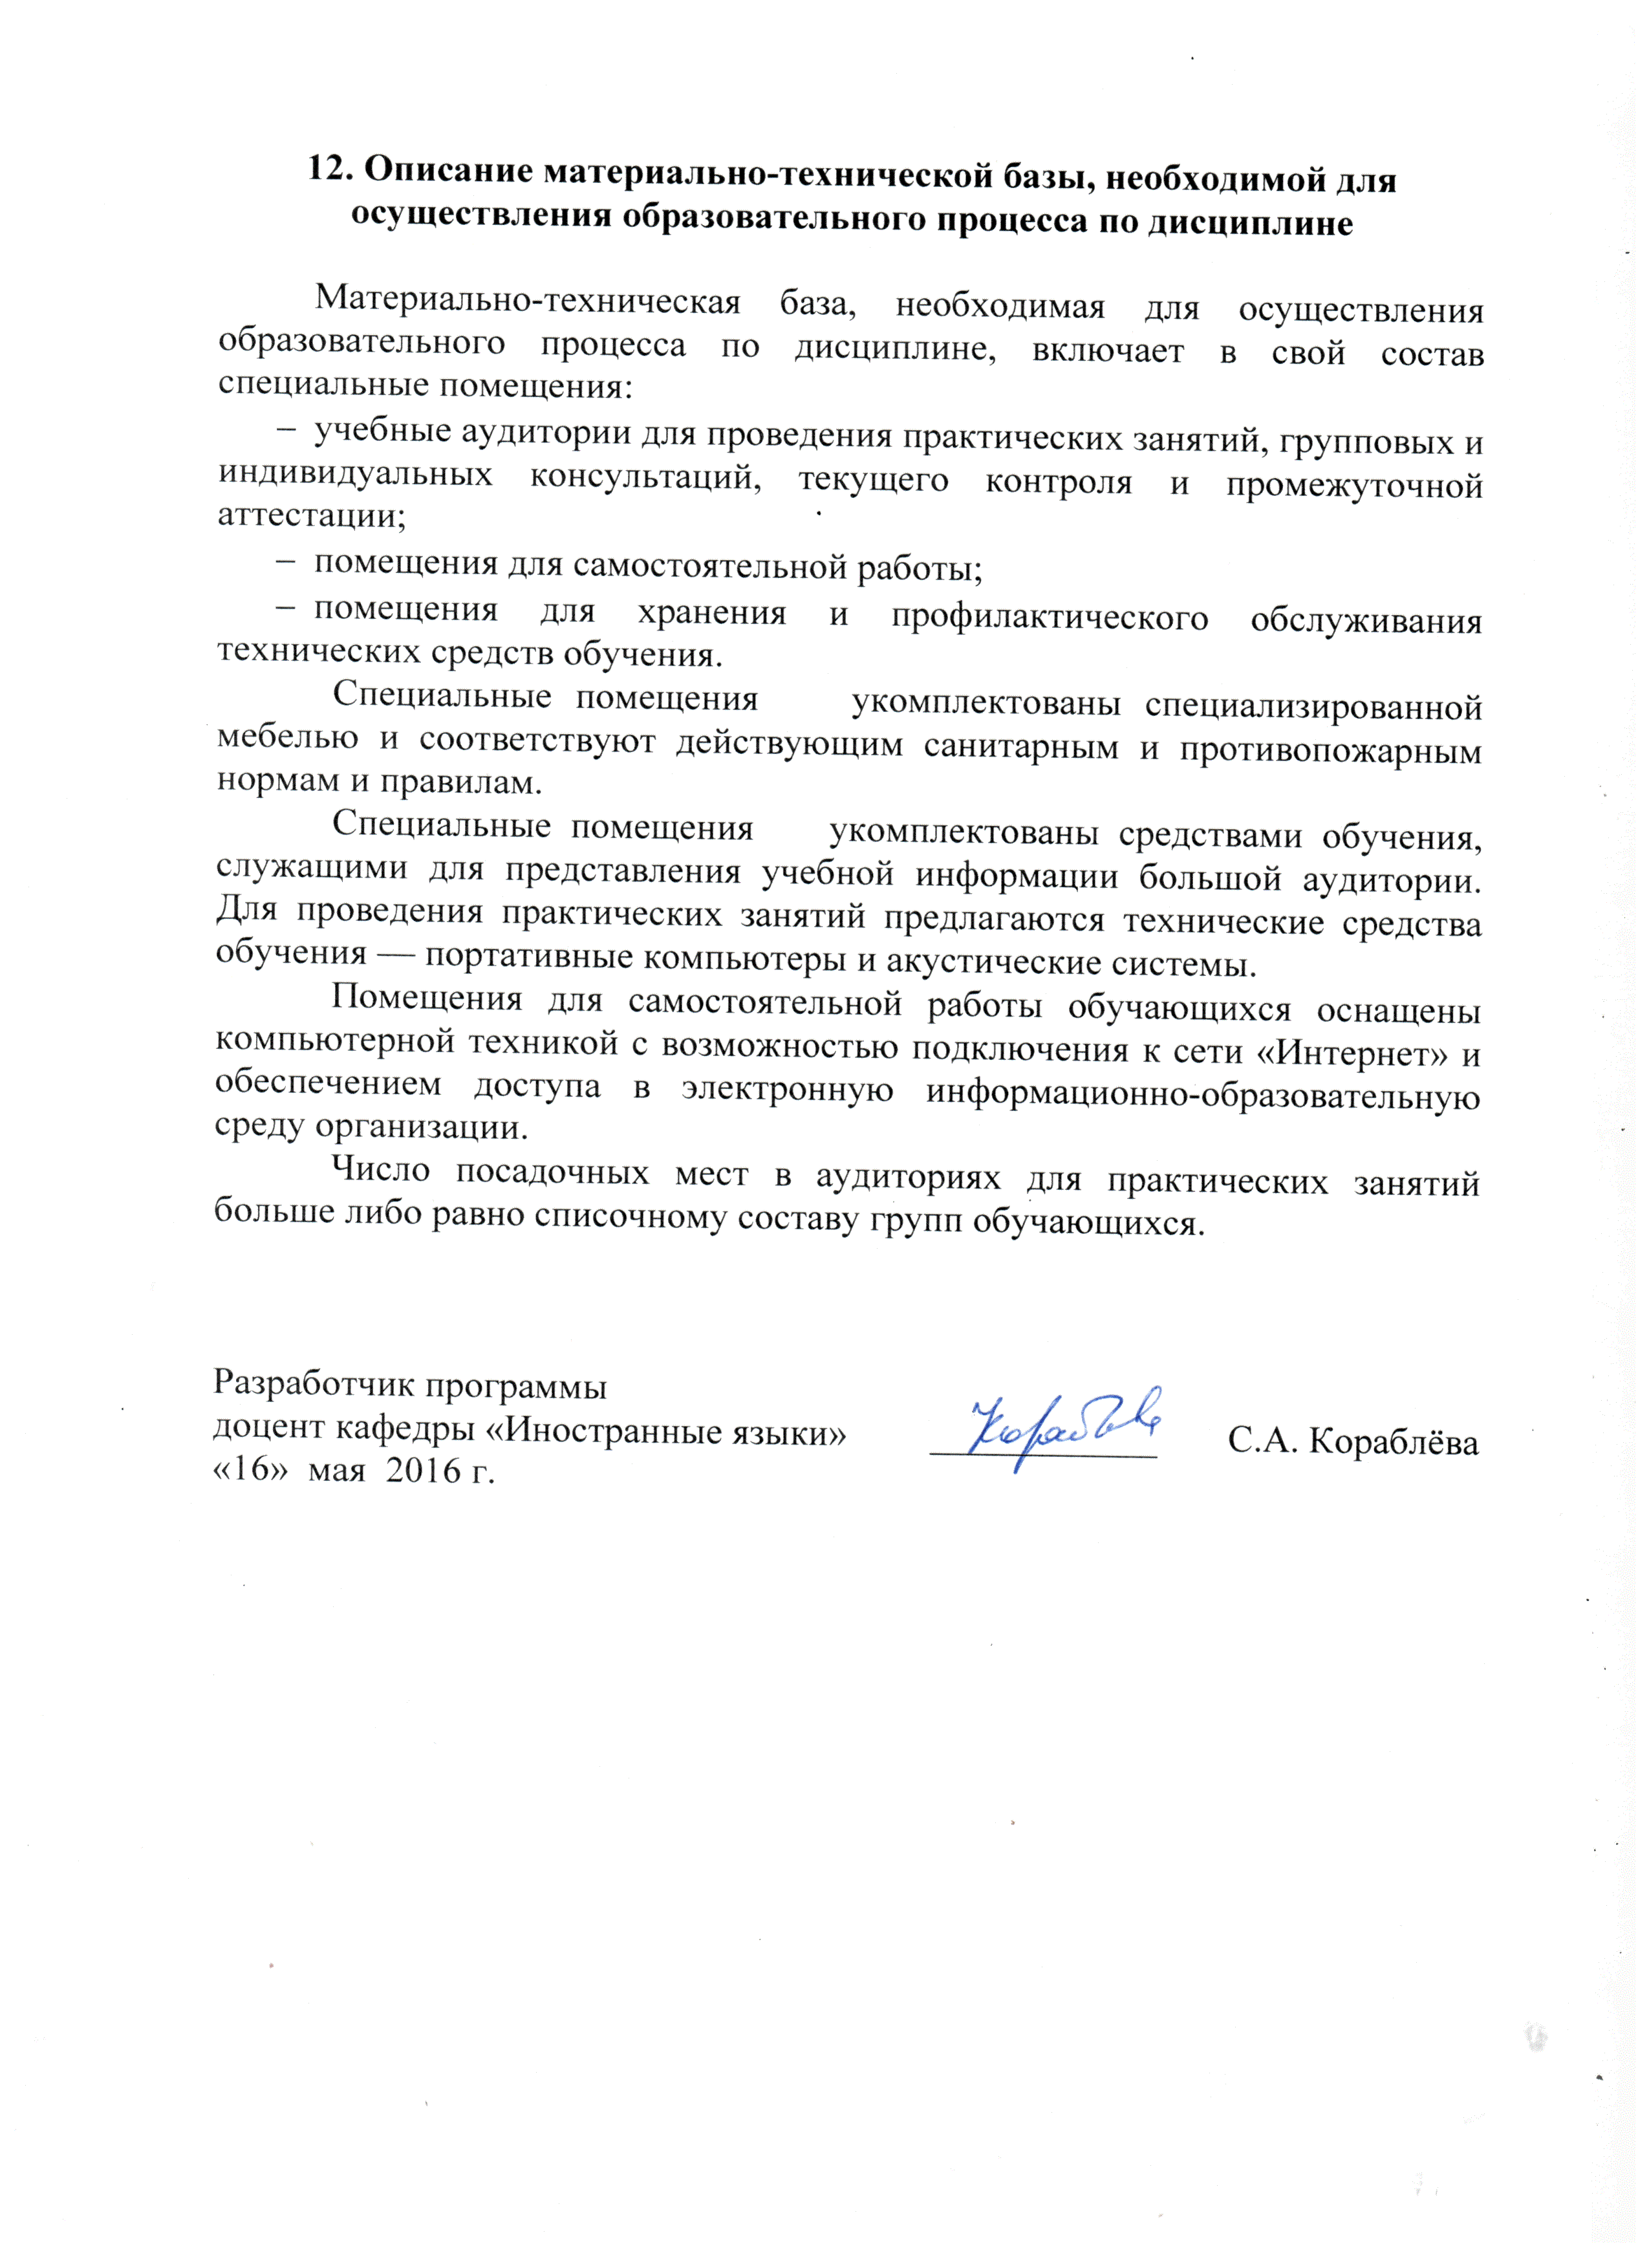 12. Описание материально-технической базы, необходимой для
осуществления образовательного процесса по дисциплине
Материально-техническая база, необходимая для осуществления
образовательного процесса по дисциплине, включает в свой состав
специальные помещения:
– учебные аудитории для проведения практических занятий, групповых и
индивидуальных консультаций, текущего контроля и промежуточной
аттестации;
– помещения для самостоятельной работы;
– помещения для хранения и профилактического обслуживания
технических средств обучения.
Специальные помещения укомплектованы специализированной
мебелью и соответствуют действующим санитарным и противопожарным
нормам и правилам.
Специальные помещения укомплектованы средствами обучения,
служащими для представления учебной информации большой аудитории.
Для проведения практических занятий предлагаются технические средства
обучения — портативные компьютеры и акустические системы.
Помещения для самостоятельной работы обучающихся оснащены
компьютерной техникой с возможностью подключения к сети «Интернет» и
обеспечением доступа в электронную информационно-образовательную
среду организации.
Число посадочных мест в аудиториях для практических занятий
больше либо равно списочному составу групп обучающихся.
Разработчик программы
доцент кафедры «Иностранные языки» С.А. Кораблёва
«16» мая 2016 г.